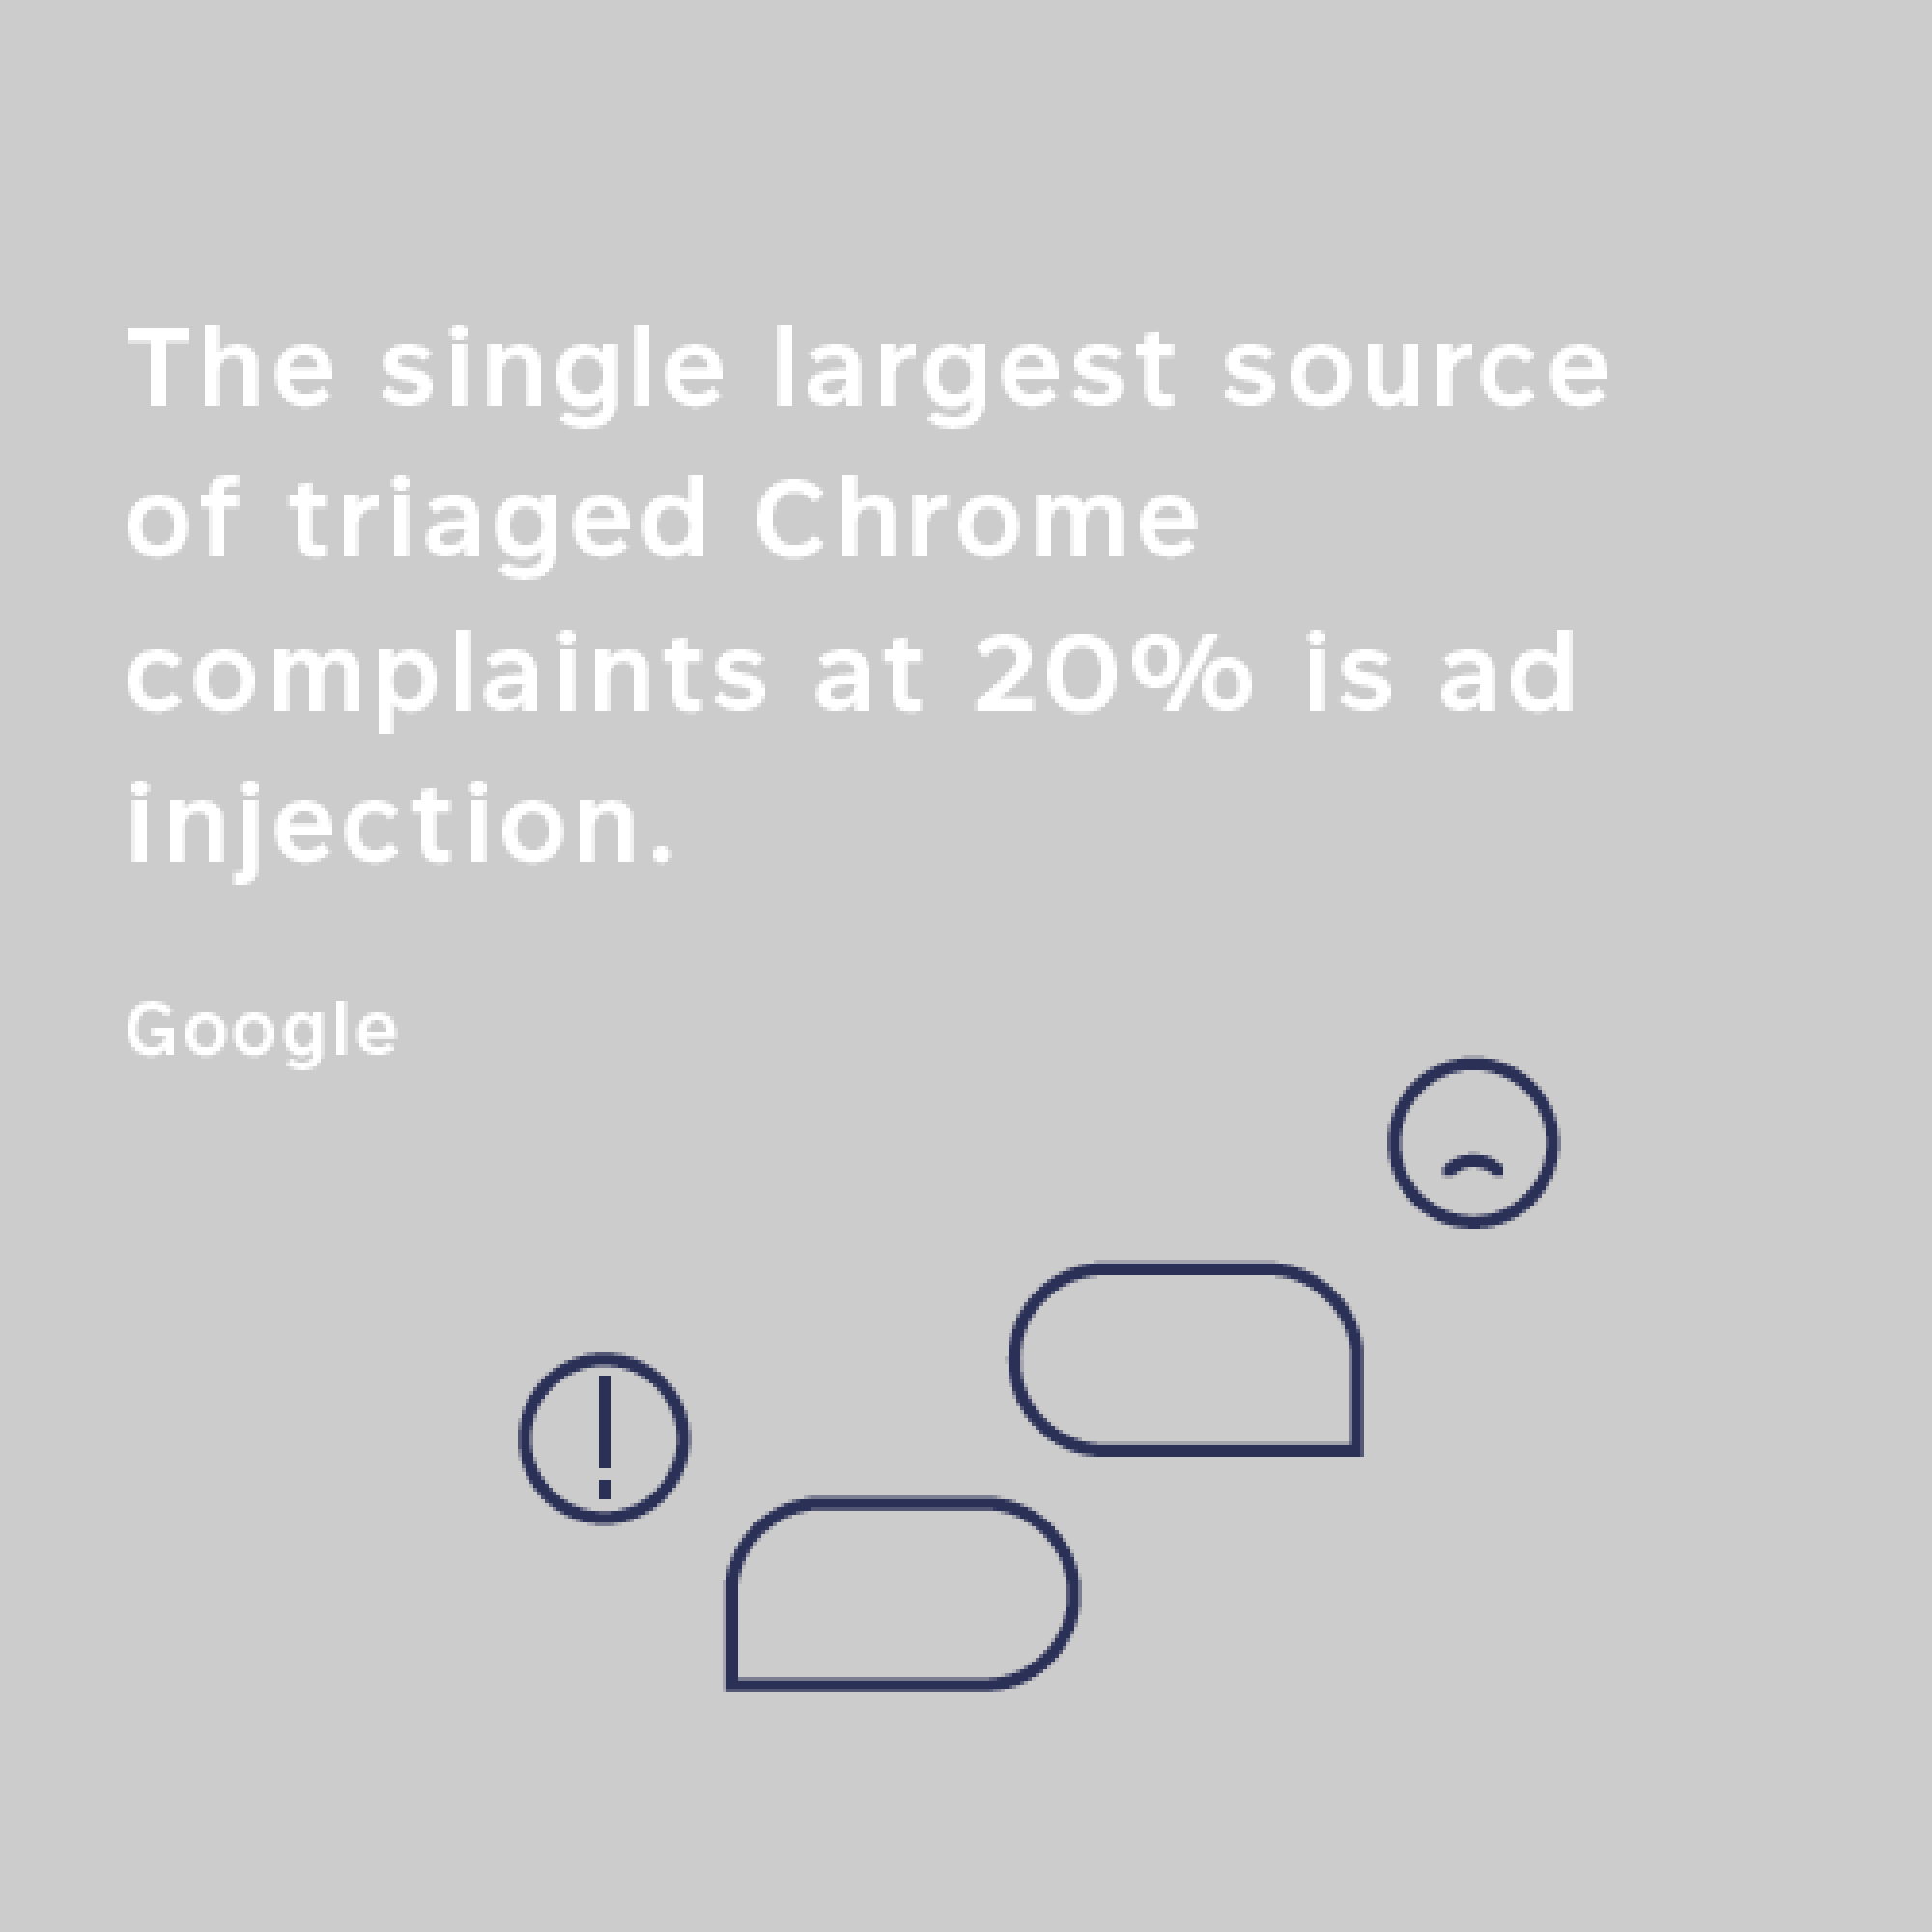 The single largest source
of triaged Chrome
complaints at 20% is ad
injection.
Google
!